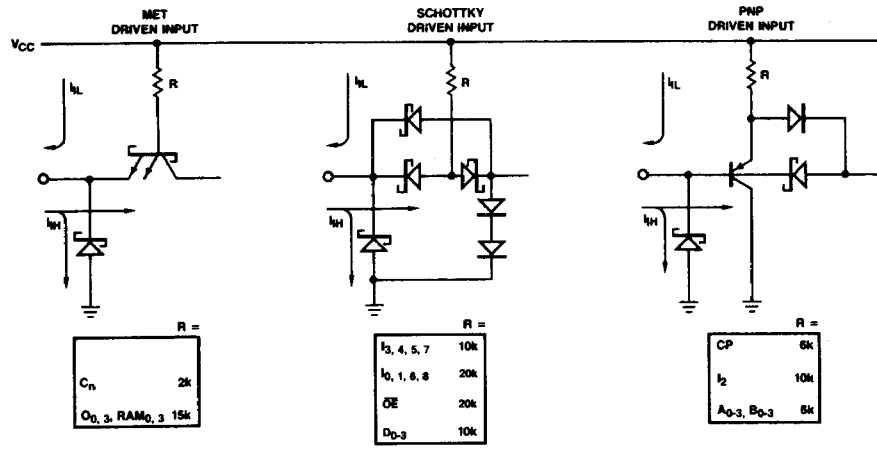 MET
DRIVEN INPUT
SCHOTTKY
DRIVEN INPUT
PNP
DRIVEN INPUT
VCC
IIL
R
IIH
IIL
R
IIH
IIL
R
IIH
R =
Cn 2k
O0, 3, RAM0, 3 15k
R =
I3, 4, 5, 7 10k
I0, 1, 6, 8 20k
O̅E̅ 20k
D0-3 10k
R =
CP 6k
I2 10k
A0-3, B0-3